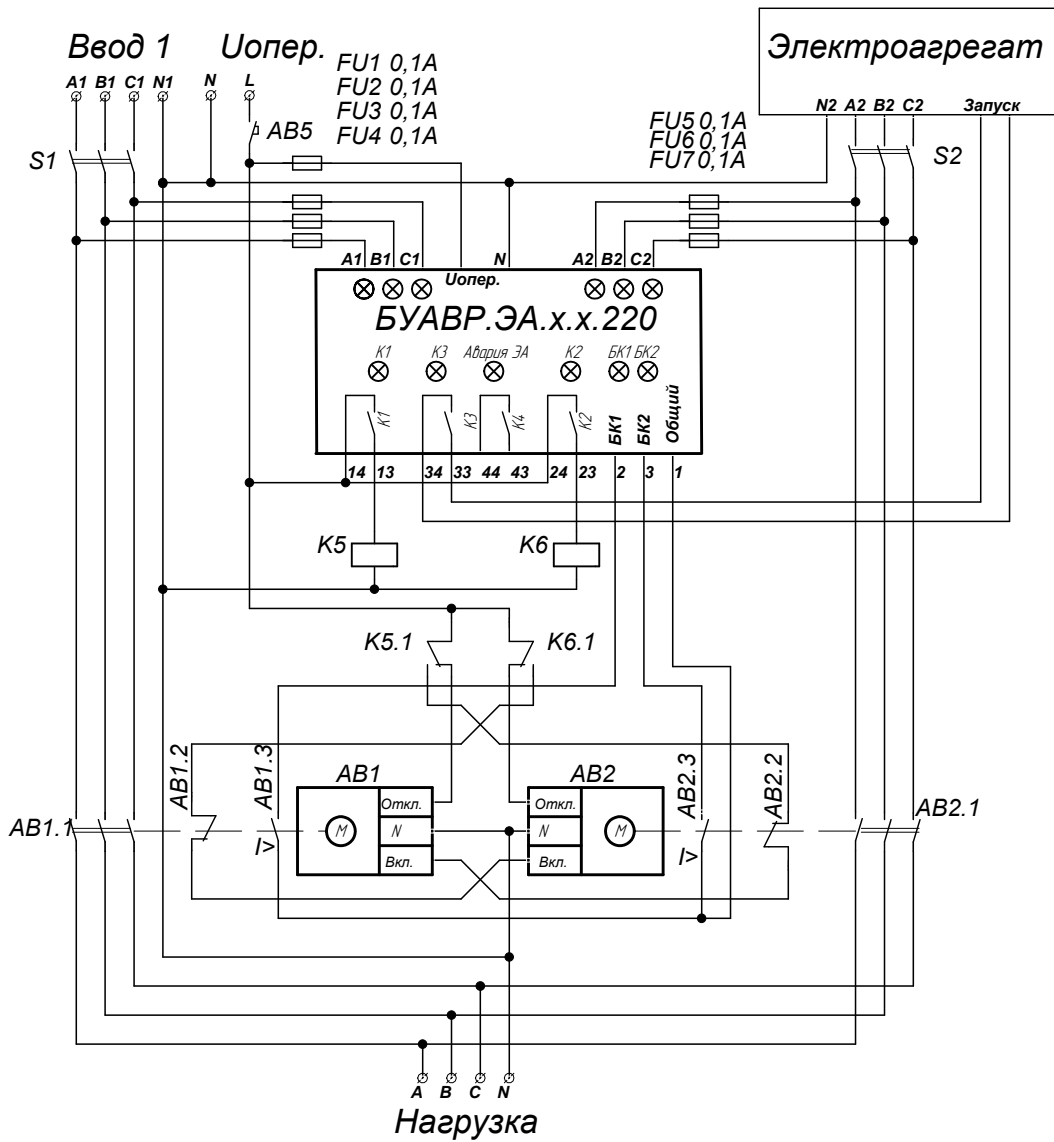 Ввод 1 Uопер. Электроагрегат
FU1 0,1A
FU2 0,1A
FU3 0,1A
FU4 0,1A
A1 B1 C1 N1 N L
AB5
FU5 0,1A
FU6 0,1A
FU7 0,1A
N2 A2 B2 C2 Запуск
S1
S2
A1 B1 C1 Uопер. N A2 B2 C2
БУАВР.ЭА.х.х.220
K1 K3 Авария ЭА K2 БК1 БК2
K1 K3 K4 K2 БК1 БК2 Общий
14 13 34 33 44 43 24 23 2 3 1
K5 K6
K5.1 K6.1
AB1.2 AB1.3 AB1 AB2 AB2.3 AB2.2
AB1.1 AB2.1
Откл. Откл.
M N N M
Вкл. Вкл.
I> I>
A B C N
Нагрузка